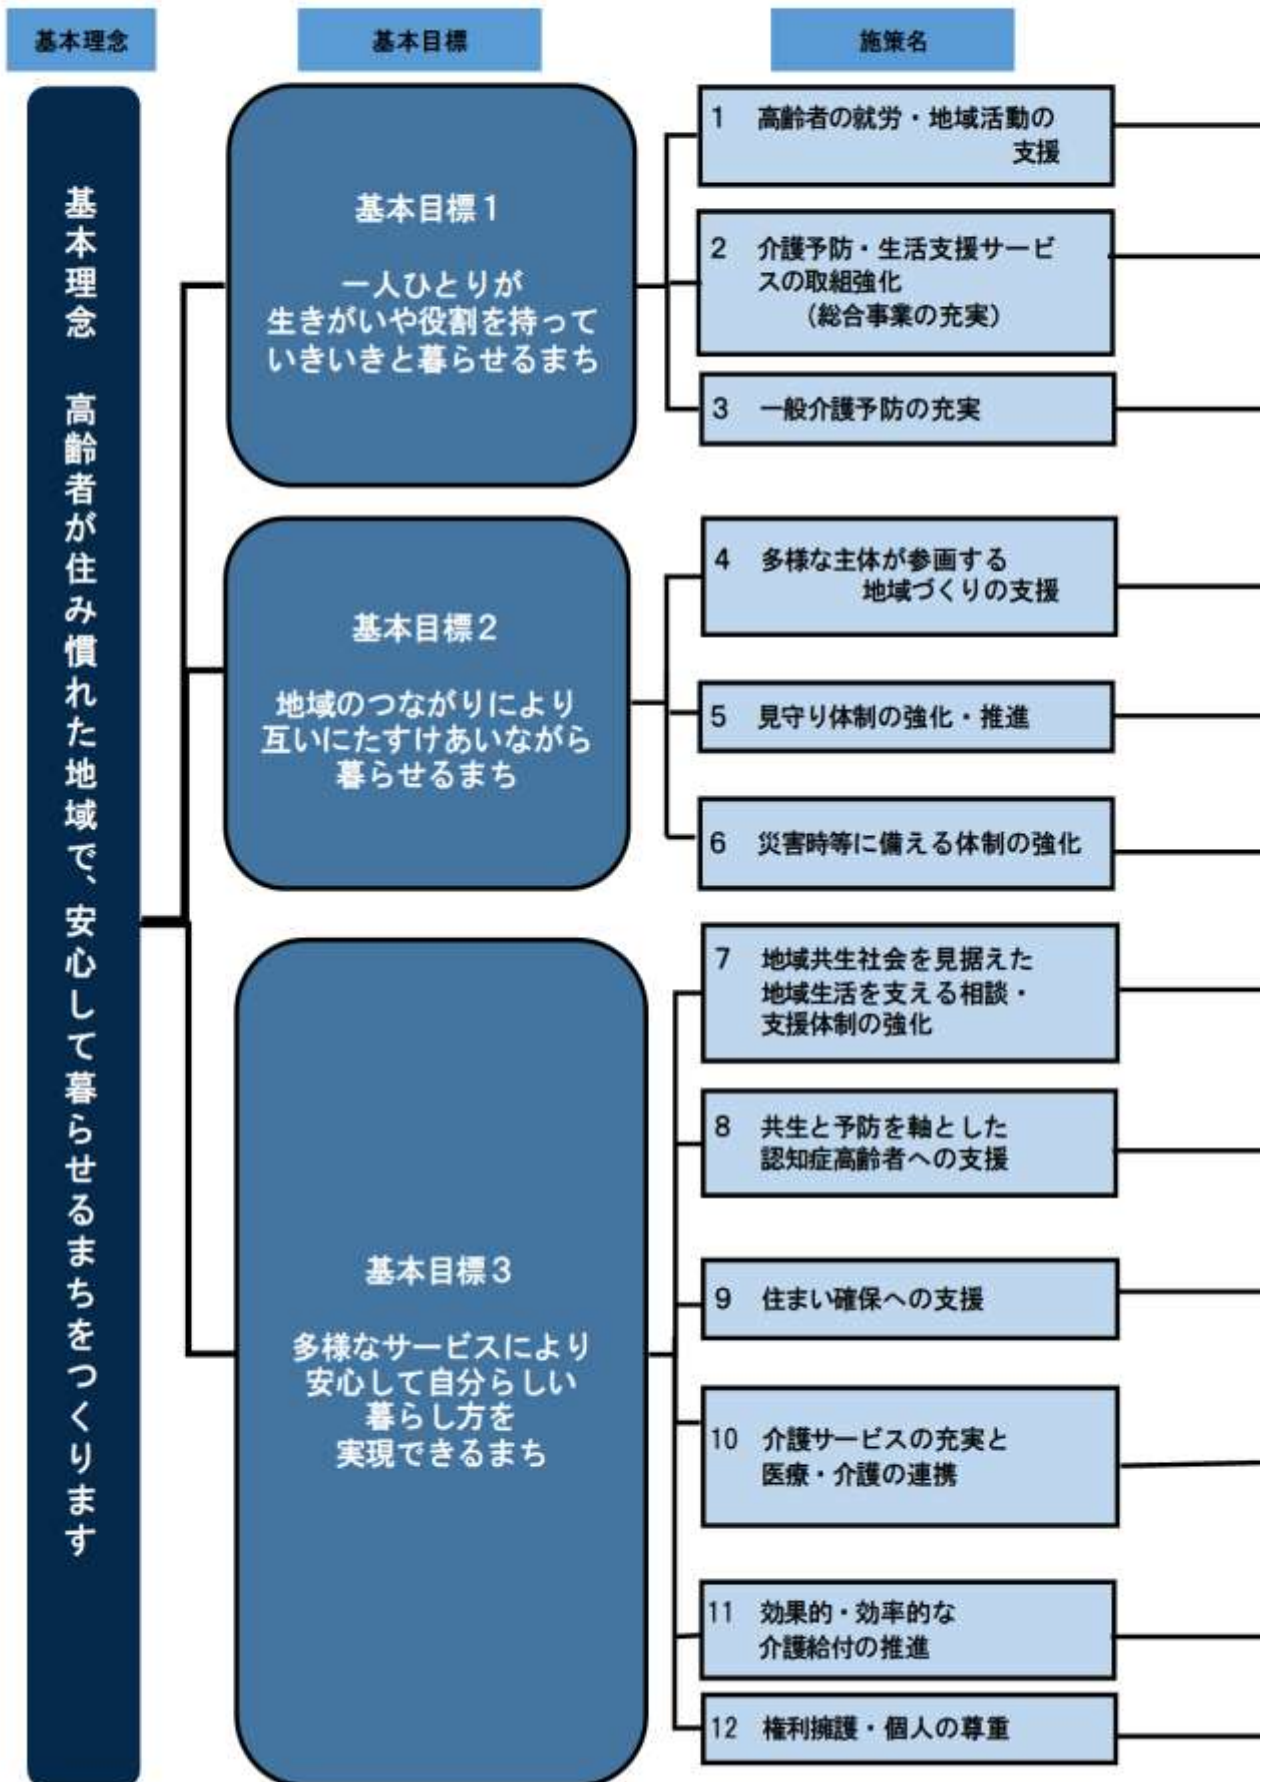 基本理念
基本目標
施策名
基本理念　高齢者が住み慣れた地域で、安心して暮らせるまちをつくります
基本目標１
一人ひとりが
生きがいや役割を持って
いきいきと暮らせるまち
1　高齢者の就労・地域活動の
支援
2　介護予防・生活支援サービ
スの取組強化
（総合事業の充実）
3　一般介護予防の充実
基本目標２
地域のつながりにより
互いにたすけあいながら
暮らせるまち
4　多様な主体が参画する
地域づくりの支援
5　見守り体制の強化・推進
6　災害時等に備える体制の強化
基本目標３
多様なサービスにより
安心して自分らしい
暮らし方を
実現できるまち
7　地域共生社会を見据えた
地域生活を支える相談・
支援体制の強化
8　共生と予防を軸とした
認知症高齢者への支援
9　住まい確保への支援
10　介護サービスの充実と
医療・介護の連携
11　効果的・効率的な
介護給付の推進
12　権利擁護・個人の尊重